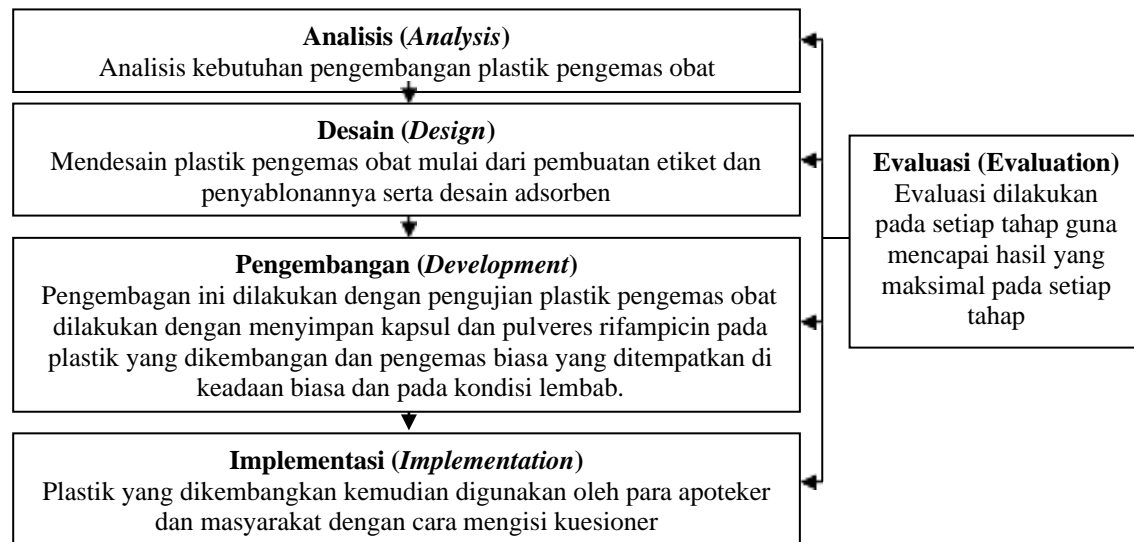 Analisis (Analysis)
Analisis kebutuhan pengembangan plastik pengemas obat
Desain (Design)
Mendesain plastik pengemas obat mulai dari pembuatan etiket dan
penyablonannya serta desain adsorben
Pengembangan (Development)
Pengembagan ini dilakukan dengan pengujian plastik pengemas obat
dilakukan dengan menyimpan kapsul dan pulveres rifampicin pada
plastik yang dikembangan dan pengemas biasa yang ditempatkan di
keadaan biasa dan pada kondisi lembab.
Implementasi (Implementation)
Plastik yang dikembangkan kemudian digunakan oleh para apoteker
dan masyarakat dengan cara mengisi kuesioner
Evaluasi (Evaluation)
Evaluasi dilakukan
pada setiap tahap guna
mencapai hasil yang
maksimal pada setiap
tahap